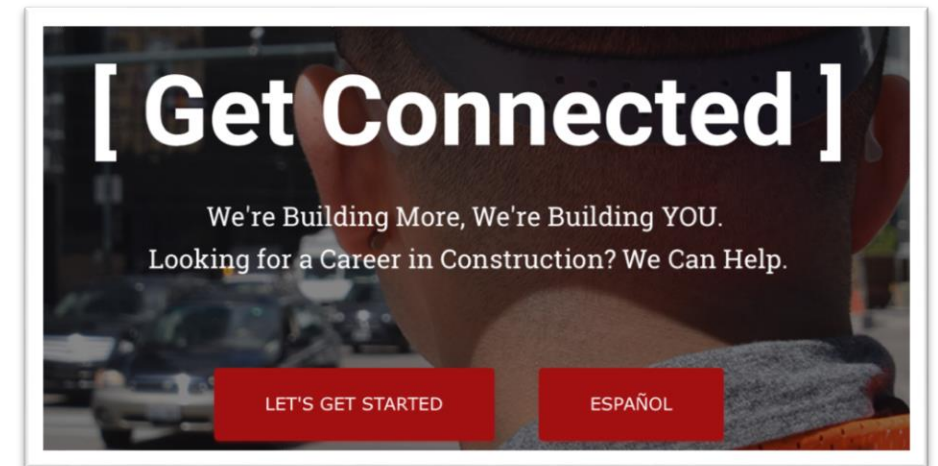 [ Get Connected ]
We're Building More, We're Building YOU.
Looking for a Career in Construction? We Can Help.
LET'S GET STARTED
ESPAÑOL